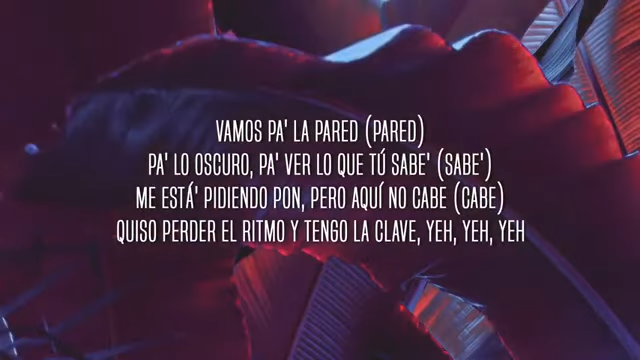 VAMOS PA' LA PARED (PARED)
PA' LO OSCURO, PA' VER LO QUE TÚ SABE' (SABE')
ME ESTÁ' PIDIENDO PON, PERO AQUÍ NO CABE (CABE)
QUISO PERDER EL RITMO Y TENGO LA CLAVE, YEH, YEH, YEH